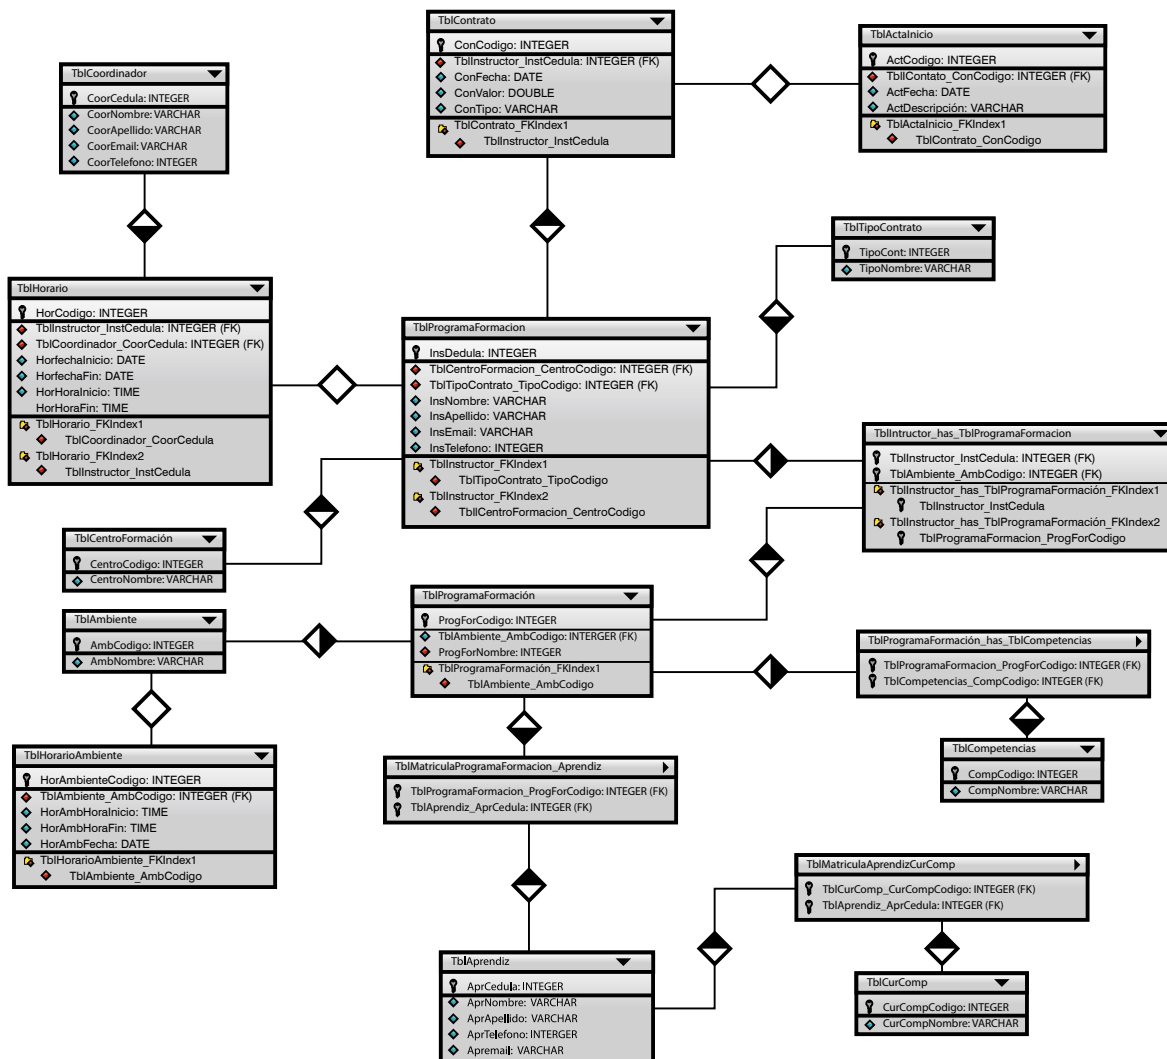 TblContrato
ConCodigo: INTEGER
TblInstructor_InstCedula: INTEGER (FK)
ConFecha: DATE
ConValor: DOUBLE
ConTipo: VARCHAR
TblContrato_FKIndex1
TblInstructor_InstCedula
TblActaInicio
ActCodigo: INTEGER
TbllContato_ConCodigo: INTEGER (FK)
ActFecha: DATE
ActDescripción: VARCHAR
TblActaInicio_FKIndex1
TblContrato_ConCodigo
TblCoordinador
CoorCedula: INTEGER
CoorNombre: VARCHAR
CoorApellido: VARCHAR
CoorEmail: VARCHAR
CoorTelefono: INTEGER
TblTipoContrato
TipoCont: INTEGER
TipoNombre: VARCHAR
TblHorario
HorCodigo: INTEGER
TblInstructor_InstCedula: INTEGER (FK)
TblCoordinador_CoorCedula: INTEGER (FK)
HorfechaInicio: DATE
HorfechaFin: DATE
HorHoraInicio: TIME
HorHoraFin: TIME
TblHorario_FKIndex1
TblCoordinador_CoorCedula
TblHorario_FKIndex2
TblInstructor_InstCedula
TblProgramaFormacion
InsDedula: INTEGER
TblCentroFormacion_CentroCodigo: INTEGER (FK)
TblTipoContrato_TipoCodigo: INTEGER (FK)
InsNombre: VARCHAR
InsApellido: VARCHAR
InsEmail: VARCHAR
InsTelefono: INTEGER
TblInstructor_FKIndex1
TblTipoContrato_TipoCodigo
TblInstructor_FKIndex2
TbllCentroFormacion_CentroCodigo
TblIntructor_has_TblProgramaFormacion
TblInstructor_InstCedula: INTEGER (FK)
TblAmbiente_AmbCodigo: INTEGER (FK)
TblInstructor_has_TblProgramaFormación_FKIndex1
TblInstructor_InstCedula
TblInstructor_has_TblProgramaFormación_FKIndex2
TblProgramaFormacion_ProgForCodigo
TblCentroFormación
CentroCodigo: INTEGER
CentroNombre: VARCHAR
TblAmbiente
AmbCodigo: INTEGER
AmbNombre: VARCHAR
TblProgramaFormación
ProgForCodigo: INTEGER
TblAmbiente_AmbCodigo: INTERGER (FK)
ProgForNombre: INTEGER
TblProgramaFormación_FKIndex1
TblAmbiente_AmbCodigo
TblProgramaFormación_has_TblCompetencias
TblProgramaFormacion_ProgForCodigo: INTEGER (FK)
TblCompetencias_CompCodigo: INTEGER (FK)
TblCompetencias
CompCodigo: INTEGER
CompNombre: VARCHAR
TblHorarioAmbiente
HorAmbienteCodigo: INTEGER
TblAmbiente_AmbCodigo: INTEGER (FK)
HorAmbHoraInicio: TIME
HorAmbHoraFin: TIME
HorAmbFecha: DATE
TblHorarioAmbiente_FKIndex1
TblAmbiente_AmbCodigo
TblMatriculaProgramaFormacion_Aprendiz
TblProgramaFormacion_ProgForCodigo: INTEGER (FK)
TblAprendiz_AprCedula: INTEGER (FK)
TblMatriculaAprendizCurComp
TblCurComp_CurCompCodigo: INTEGER (FK)
TblAprendiz_AprCedula: INTEGER (FK)
TblAprendiz
AprCedula: INTEGER
AprNombre: VARCHAR
AprApellido: VARCHAR
AprTelefono: INTERGER
Apremail: VARCHAR
TblCurComp
CurCompCodigo: INTEGER
CurCompNombre: VARCHAR